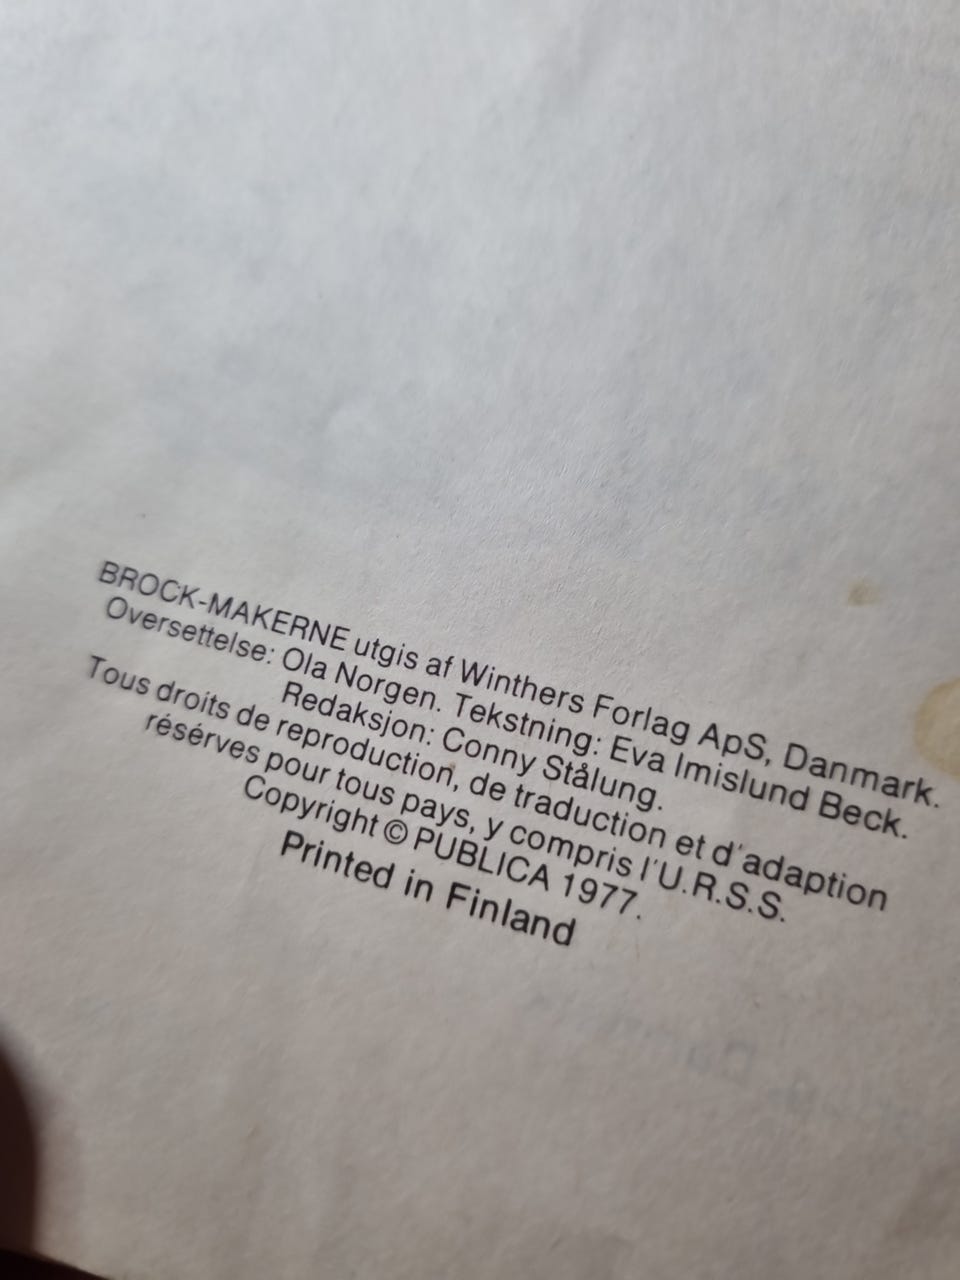 BROCK-MAKERNE utgis af Winthers Forlag ApS, Danmark.
Oversettelse: Ola Norgen. Tekstning: Eva Imislund Beck.
Redaksjon: Conny Stålung.
Tous droits de reproduction, de traduction et d'adaption
résérves pour tous pays, y compris l'U.R.S.S.
Copyright © PUBLICA 1977.
Printed in Finland